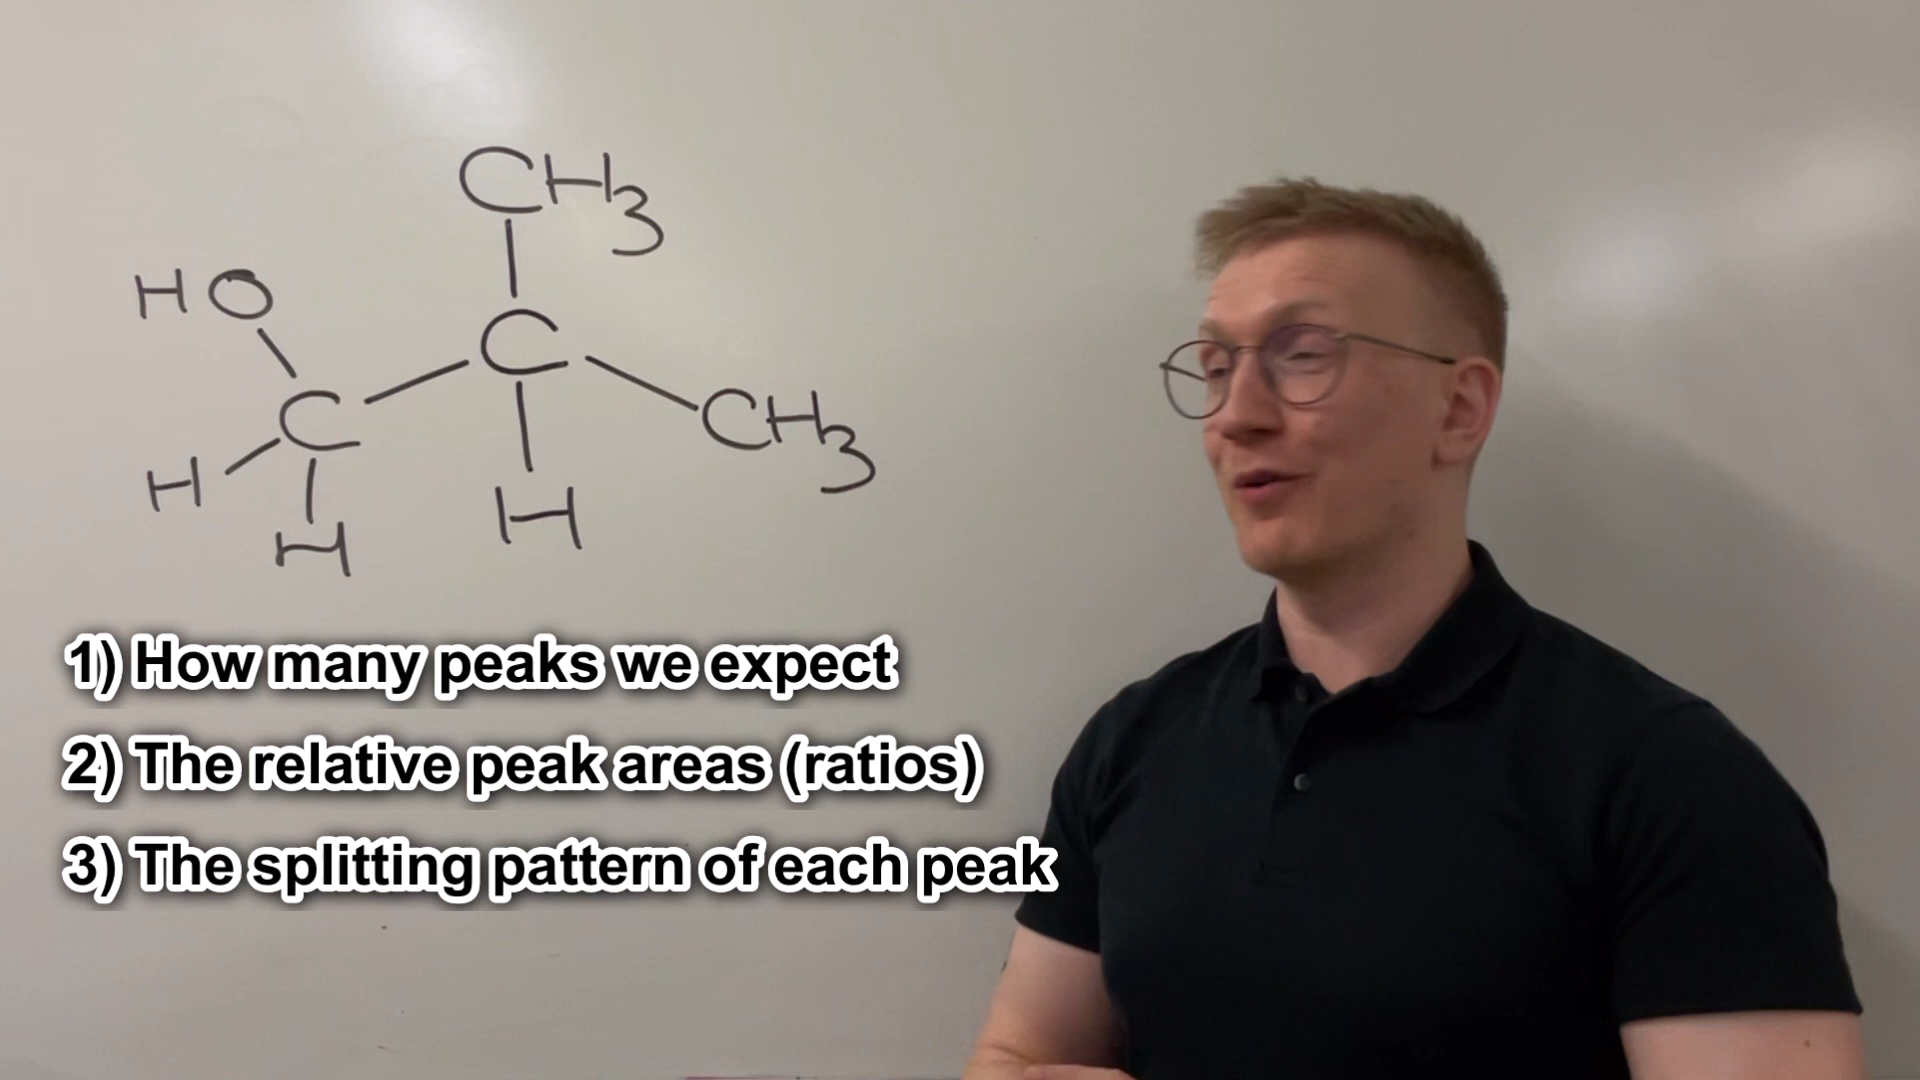 CH3
HO
C
C
CH3
H
H
H
1) How many peaks we expect
2) The relative peak areas (ratios)
3) The splitting pattern of each peak